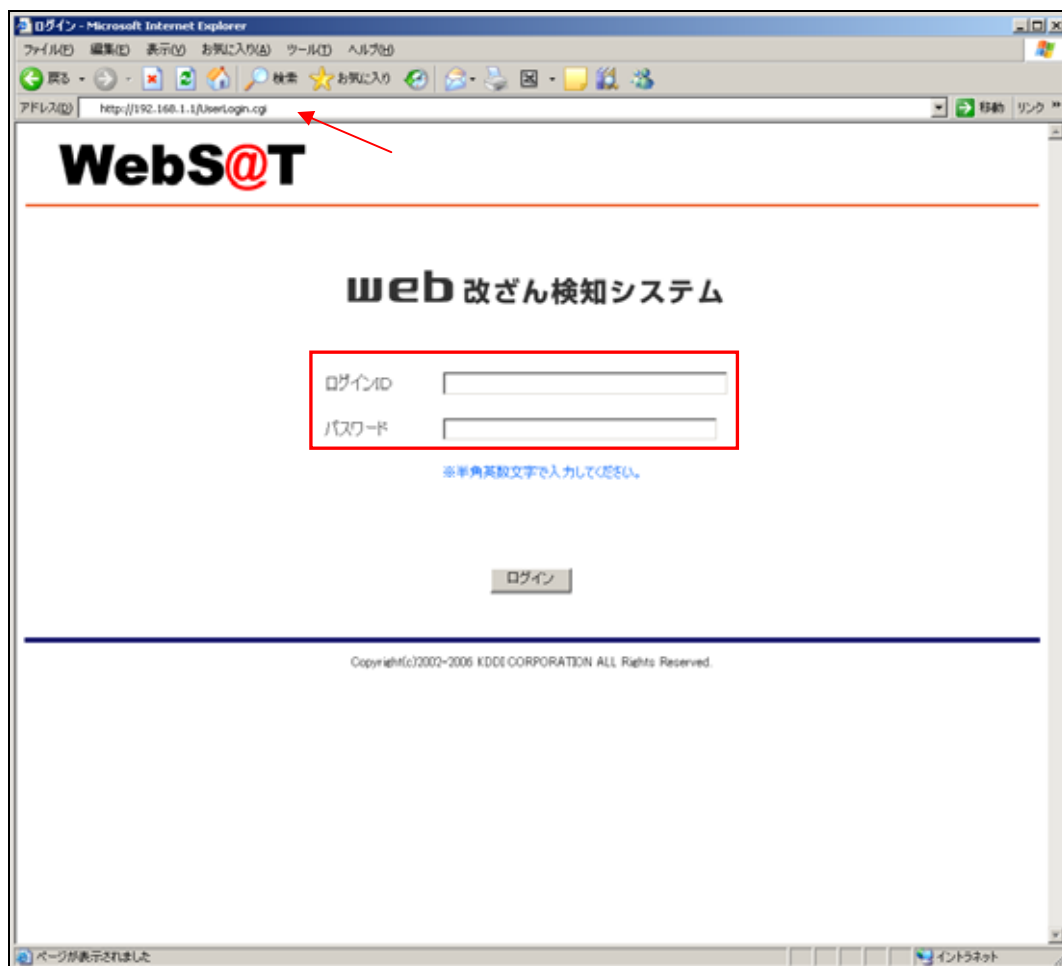 ログイン - Microsoft Internet Explorer
ファイル(F) 編集(E) 表示(V) お気に入り(A) ツール(T) ヘルプ(H)
戻る 検索 お気に入り
アドレス(D) http://192.168.1.1/UserLogin.cgi 移動 リンク »
WebS@T
web 改ざん検知システム
ログインID
パスワード
※半角英数文字で入力してください。
ログイン
Copyright(c)2002-2006 KDDI CORPORATION ALL Rights Reserved.
ページが表示されました イントラネット